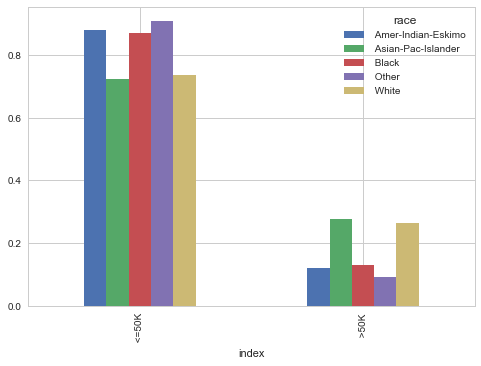 race
Amer-Indian-Eskimo
Asian-Pac-Islander
Black
Other
White
0.8
0.6
0.4
0.2
0.0
<=50K
>50K
index